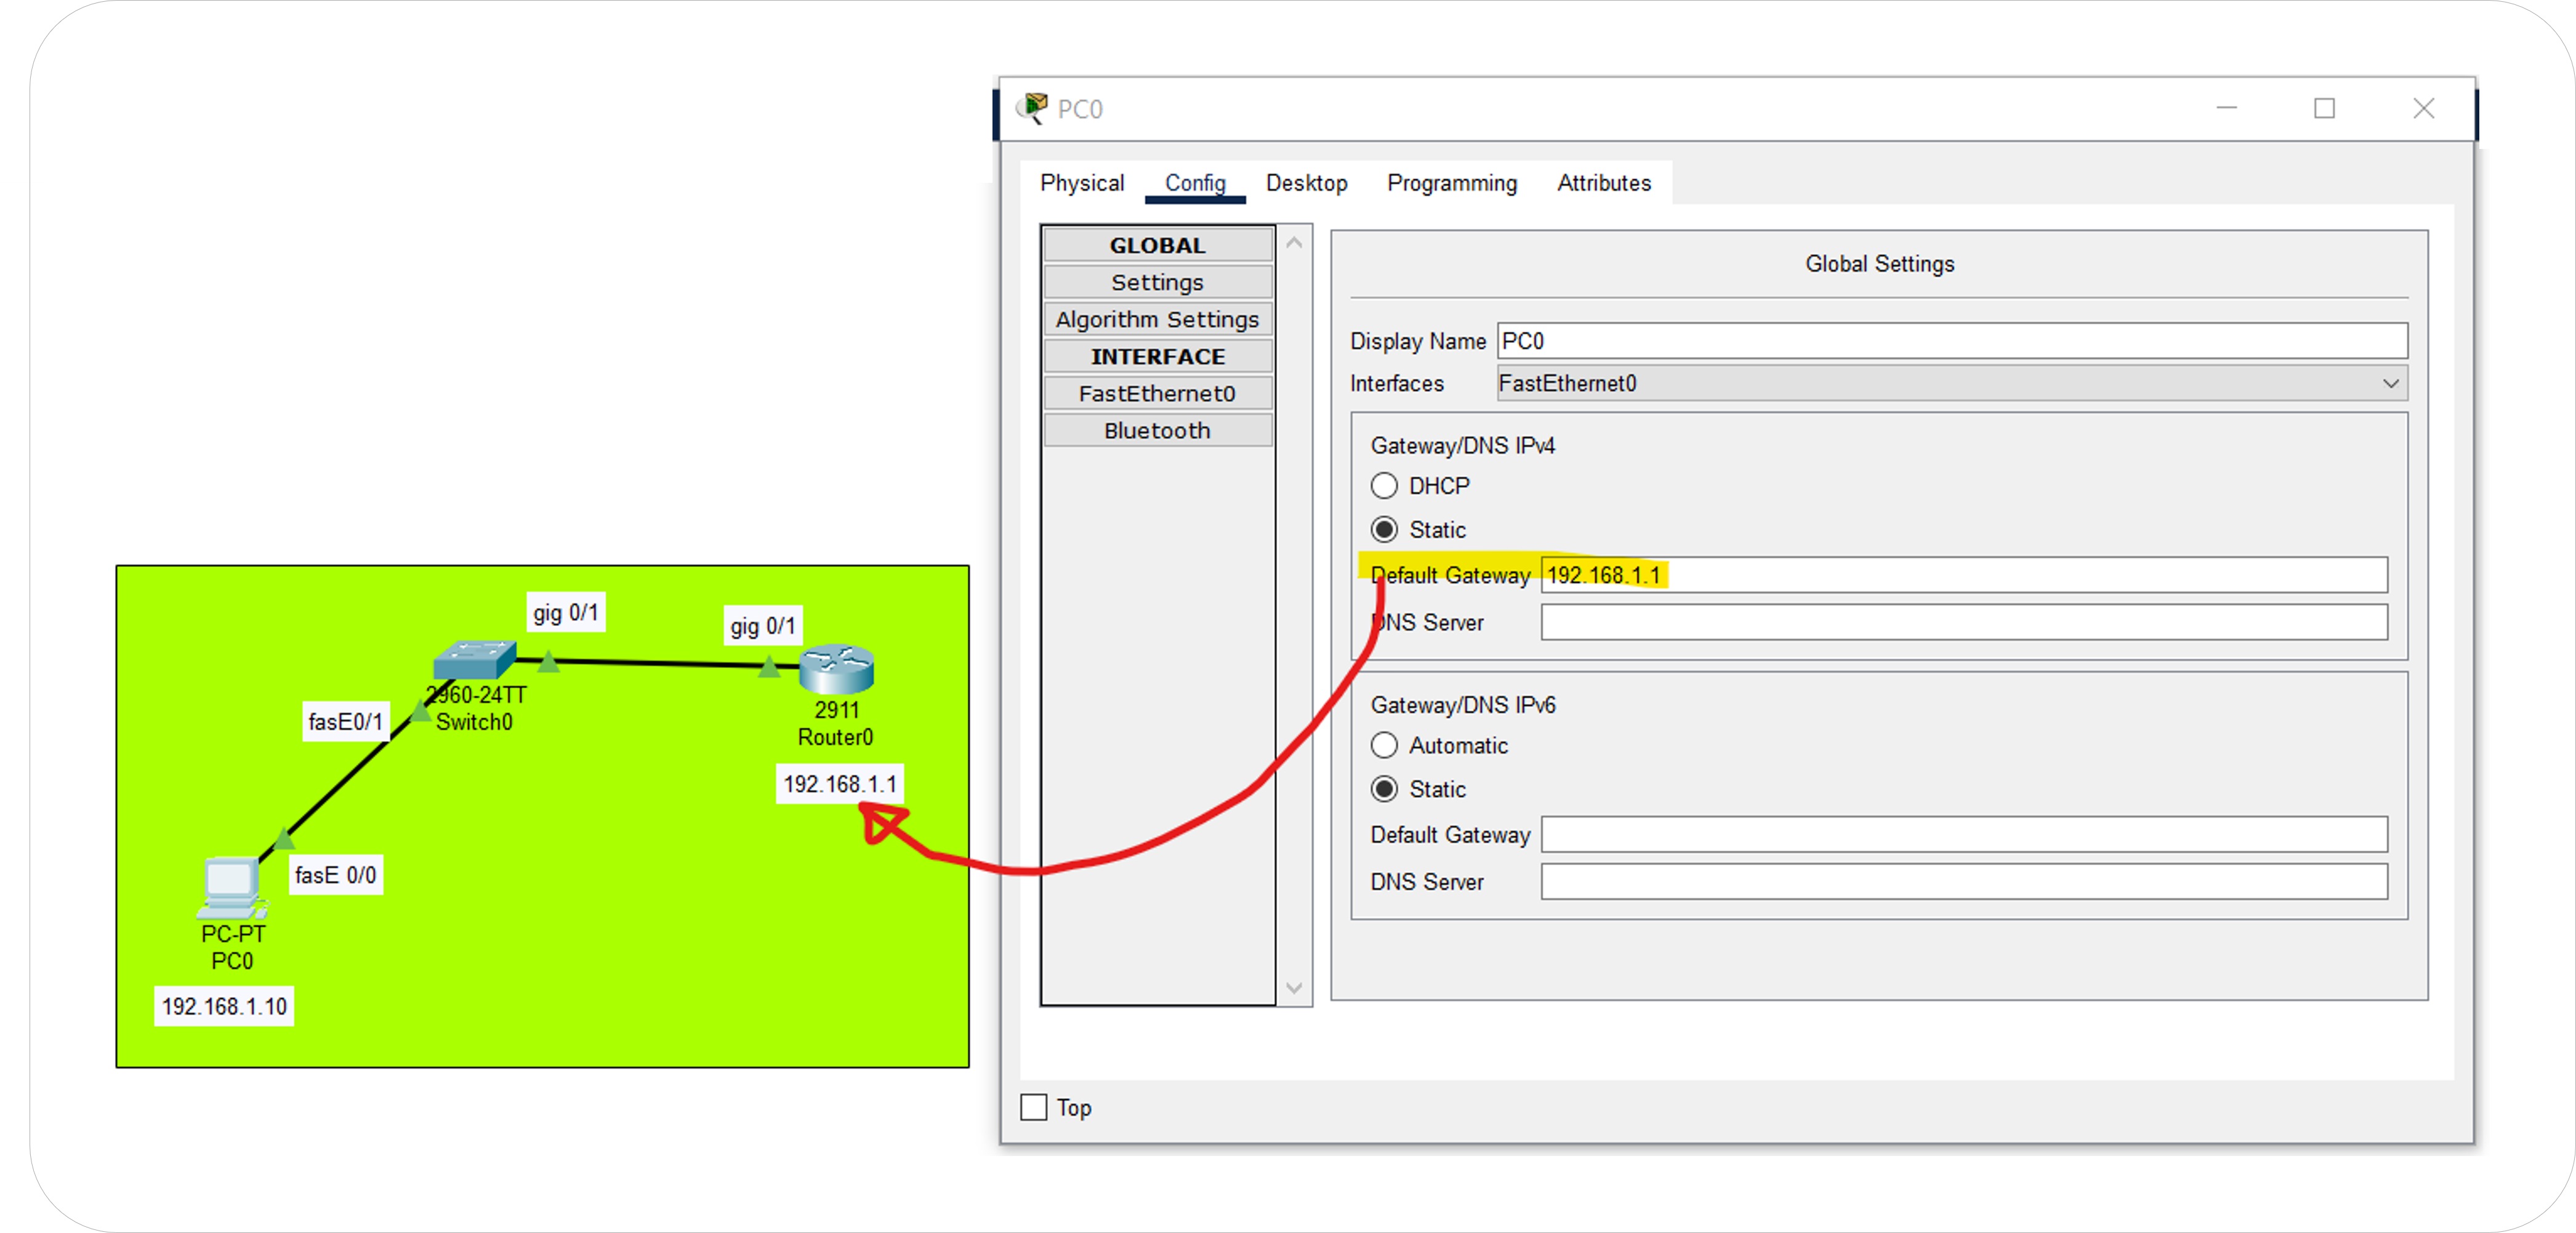 gig 0/1
gig 0/1
2960-24TT
Switch0
fasE0/1
2911
Router0
192.168.1.1
fasE 0/0
PC-PT
PC0
192.168.1.10
PC0
Physical Config Desktop Programming Attributes
GLOBAL
Settings
Algorithm Settings
INTERFACE
FastEthernet0
Bluetooth
Global Settings
Display Name PC0
Interfaces FastEthernet0
Gateway/DNS IPv4
DHCP
Static
Default Gateway 192.168.1.1
DNS Server
Gateway/DNS IPv6
Automatic
Static
Default Gateway
DNS Server
Top